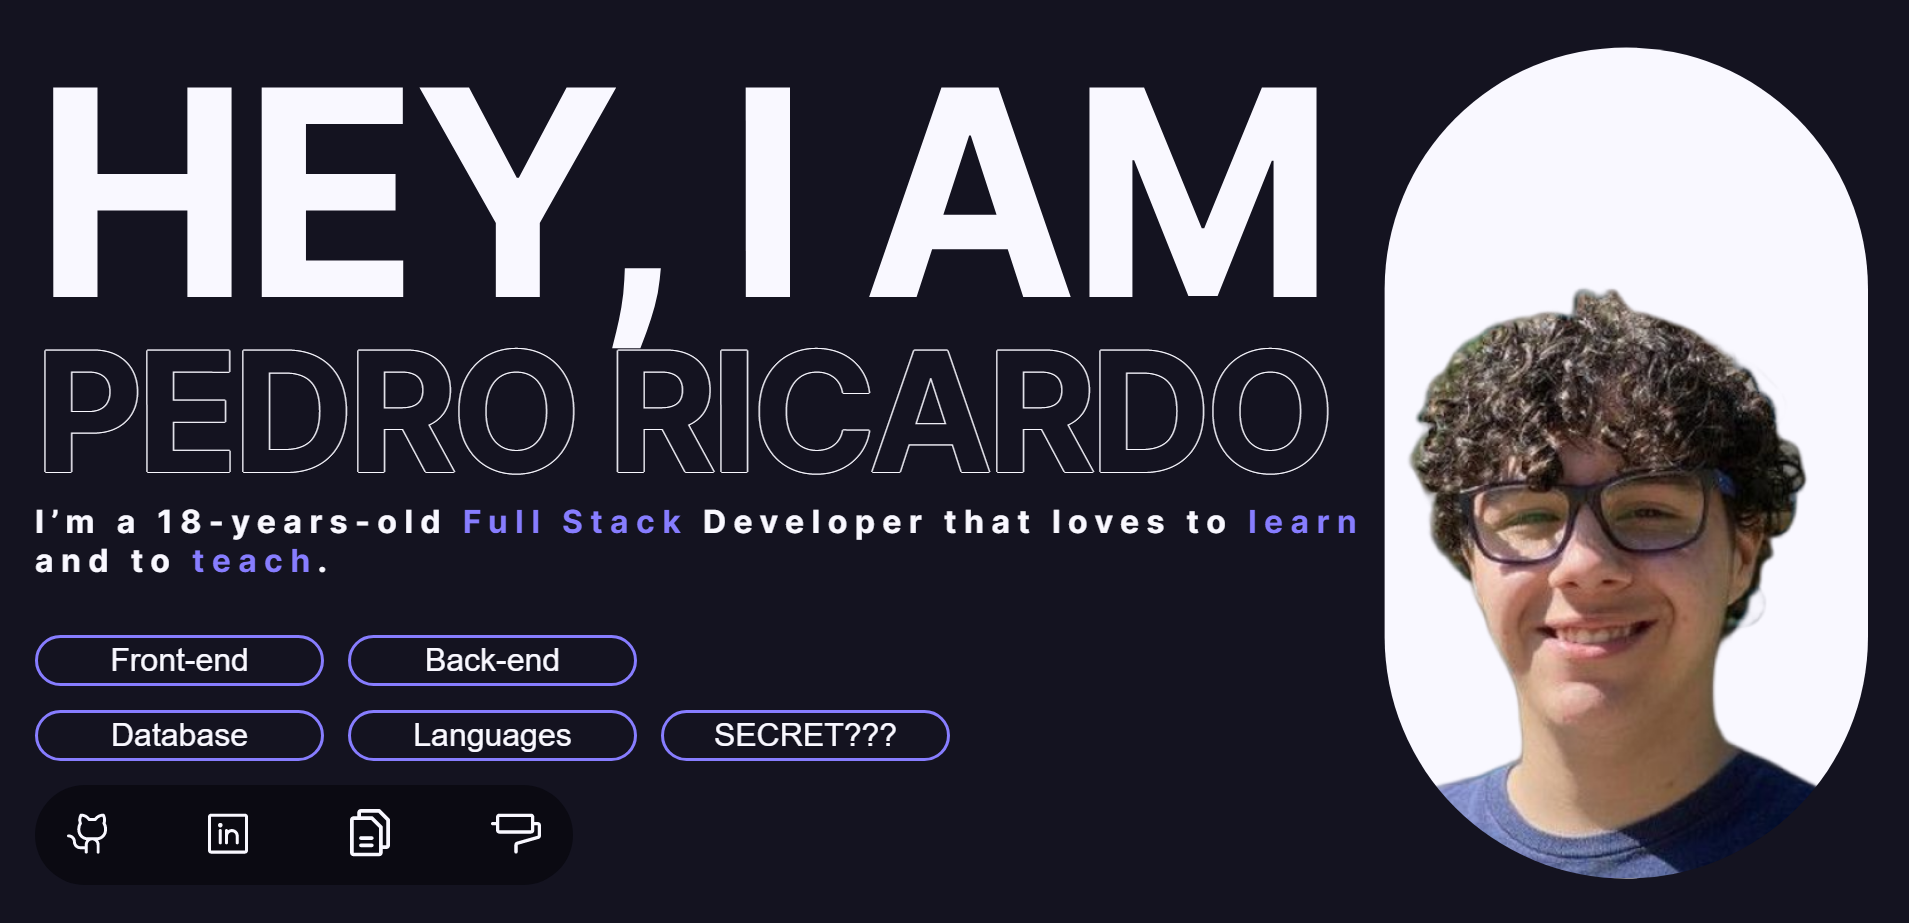 HEY, I AM
PEDRO RICARDO
I’m a 18-years-old Full Stack Developer that loves to learn
and to teach.
Front-end
Back-end
Database
Languages
SECRET???
in